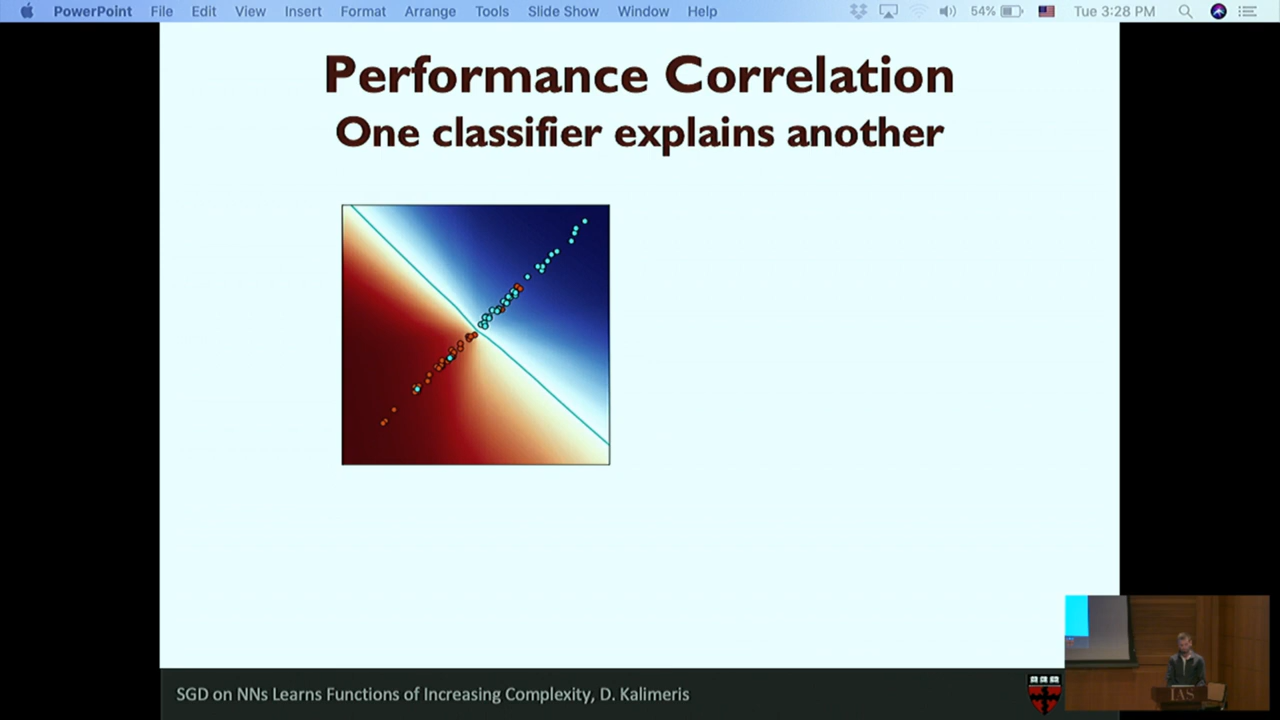 PowerPoint File Edit View Insert Format Arrange Tools Slide Show Window Help 54% Tue 3:28 PM
Performance Correlation
One classifier explains another
SGD on NNs Learns Functions of Increasing Complexity, D. Kalimeris
IAS